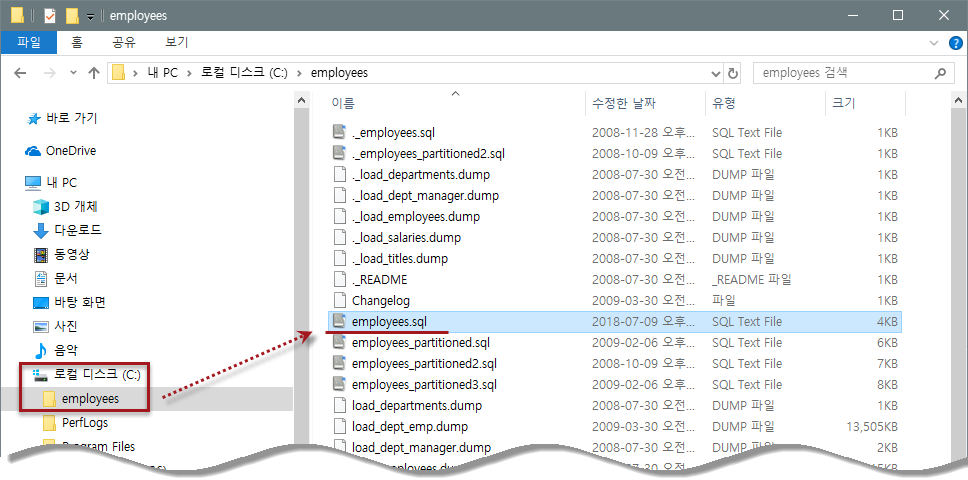 employees
파일 홈 공유 보기
내 PC 로컬 디스크 (C:) employees employees 검색
바로 가기
OneDrive
내 PC
3D 개체
다운로드
동영상
문서
바탕 화면
사진
음악
로컬 디스크 (C:)
employees
PerfLogs
Program Files
이름 수정한 날짜 유형 크기
._employees.sql 2008-11-28 오후... SQL Text File 1KB
._employees_partitioned2.sql 2008-10-09 오후... SQL Text File 1KB
._load_departments.dump 2008-07-30 오전... DUMP 파일 1KB
._load_dept_manager.dump 2008-07-30 오전... DUMP 파일 1KB
._load_employees.dump 2008-07-30 오전... DUMP 파일 1KB
._load_salaries.dump 2008-07-30 오전... DUMP 파일 1KB
._load_titles.dump 2008-07-30 오전... DUMP 파일 1KB
._README 2008-07-30 오전... _README 파일 1KB
Changelog 2009-03-30 오전... 파일 1KB
employees.sql 2018-07-09 오후... SQL Text File 4KB
employees_partitioned.sql 2009-02-06 오후... SQL Text File 6KB
employees_partitioned2.sql 2008-10-09 오후... SQL Text File 7KB
employees_partitioned3.sql 2009-02-06 오후... SQL Text File 8KB
load_departments.dump 2008-07-30 오전... DUMP 파일 1KB
load_dept_emp.dump 2009-03-30 오전... DUMP 파일 13,505KB
load_dept_manager.dump 2008-07-30 오전... DUMP 파일 2KB